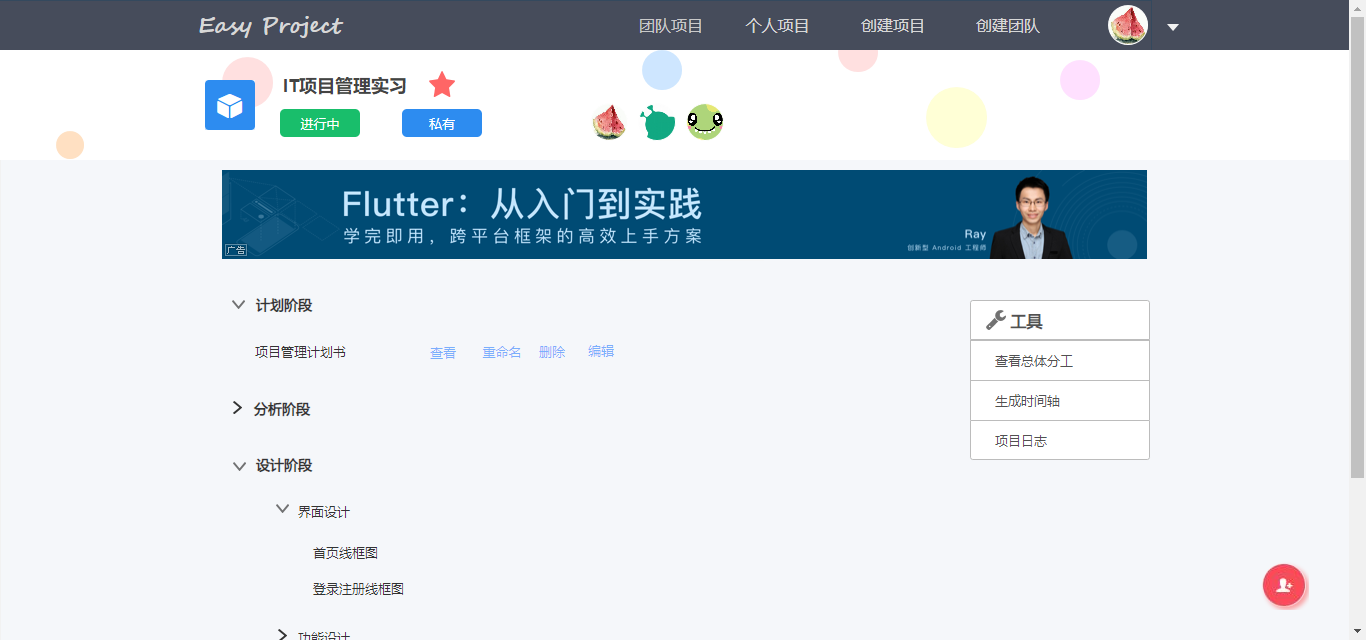 Easy Project 团队项目 个人项目 创建项目 创建团队
IT项目管理实习
进行中 私有
Flutter：从入门到实践
学完即用，跨平台框架的高效上手方案
Ray
创新型 Android 工程师
广告
计划阶段
项目管理计划书 查看 重命名 删除 编辑
分析阶段
设计阶段
界面设计
首页线框图
登录注册线框图
功能设计
工具
查看总体分工
生成时间轴
项目日志